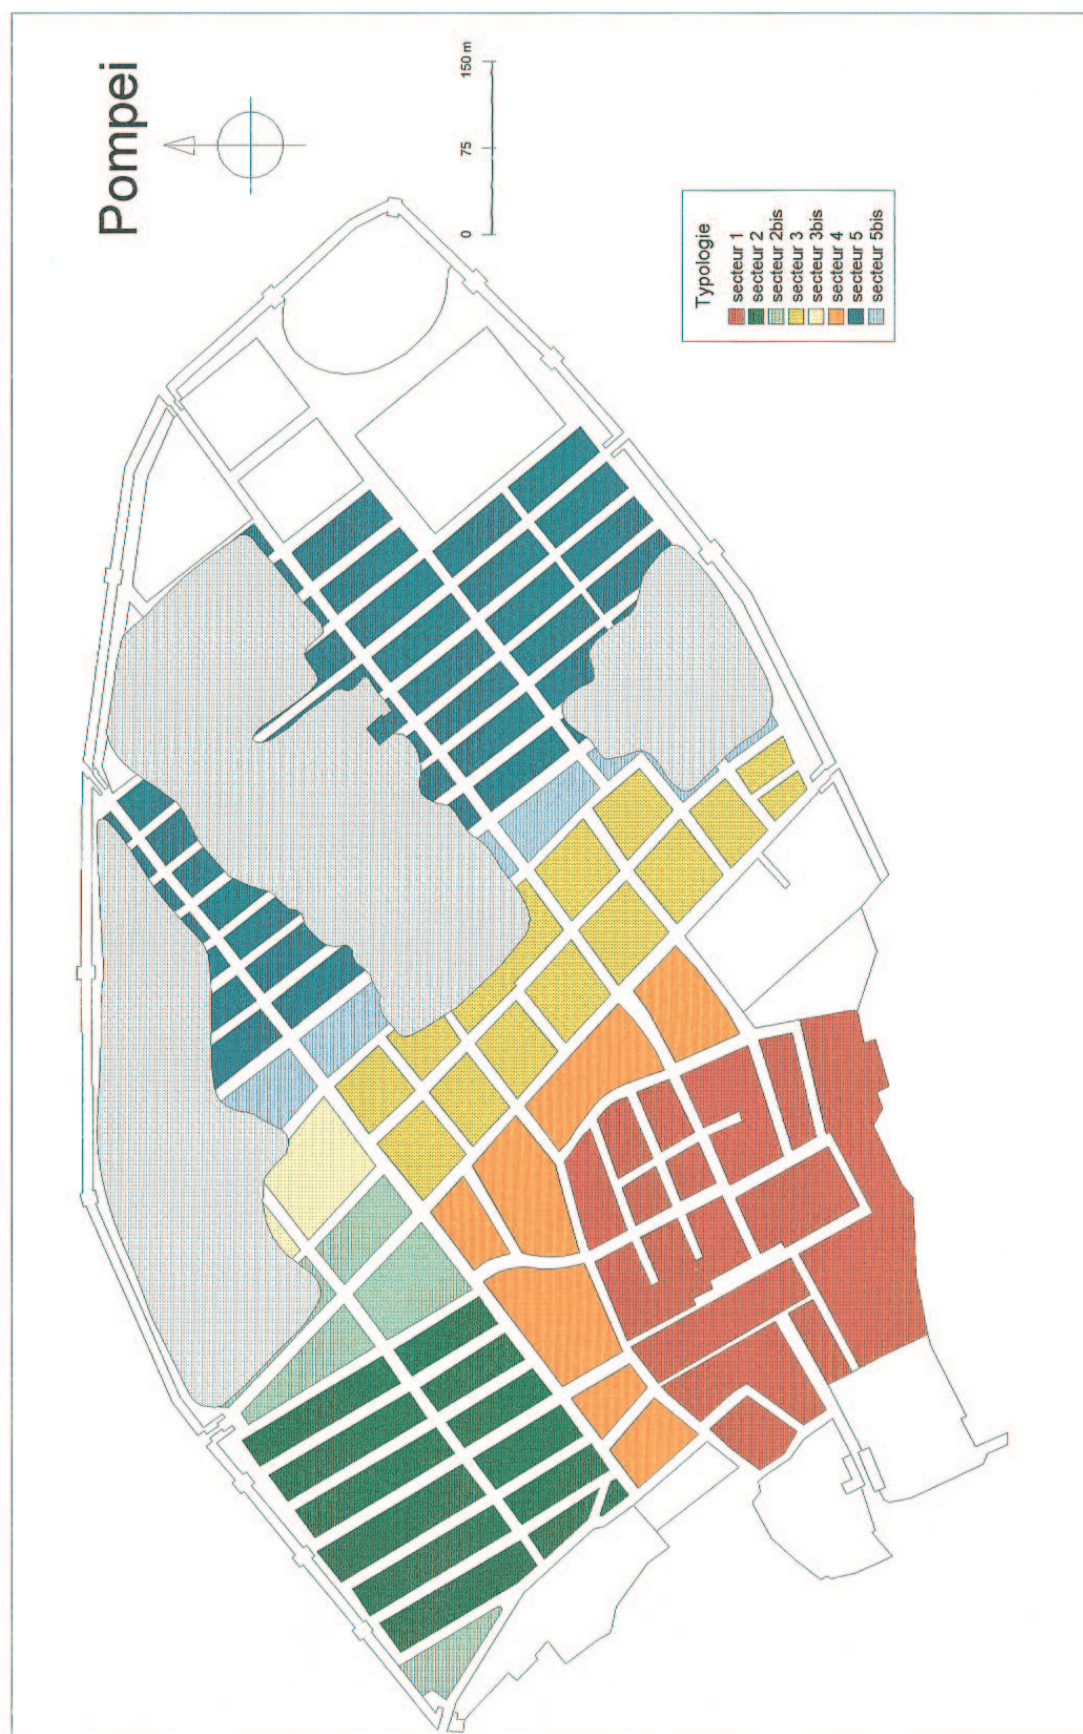 Pompei
0 75 150 m
Typologie
secteur 1
secteur 2
secteur 2bis
secteur 3
secteur 3bis
secteur 4
secteur 5
secteur 5bis